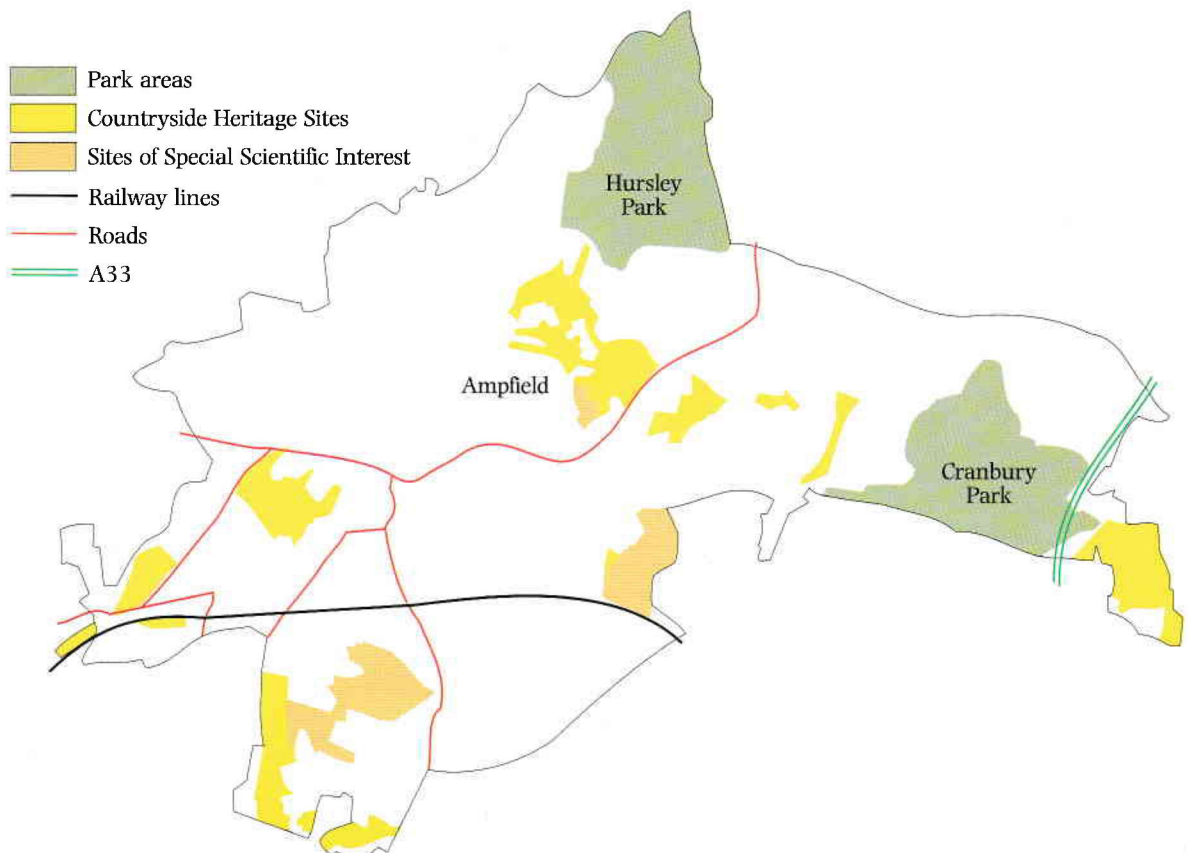 Park areas
Countryside Heritage Sites
Sites of Special Scientific Interest
Railway lines
Roads
A33
Hursley
Park
Ampfield
Cranbury
Park